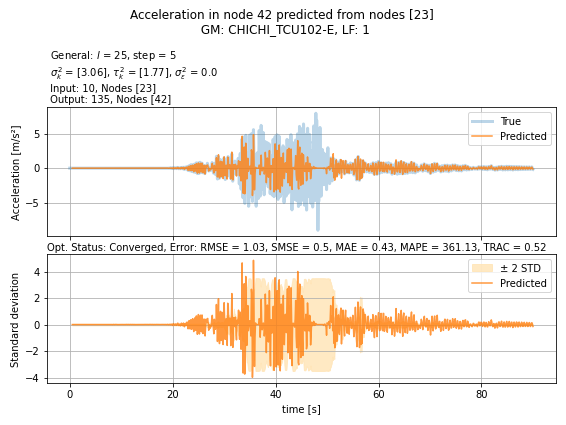 Acceleration in node 42 predicted from nodes [23]
GM: CHICHI_TCU102-E, LF: 1
General: l = 25, step = 5
σ²ₖ = [3.06], τ²ₖ = [1.77], σ²ε = 0.0
Input: 10, Nodes [23]
Output: 135, Nodes [42]
Acceleration [m/s²]
5
0
−5
True
Predicted
Opt. Status: Converged, Error: RMSE = 1.03, SMSE = 0.5, MAE = 0.43, MAPE = 361.13, TRAC = 0.52
Standard deviation
4
2
0
−2
−4
± 2 STD
Predicted
0 20 40 60 80
time [s]